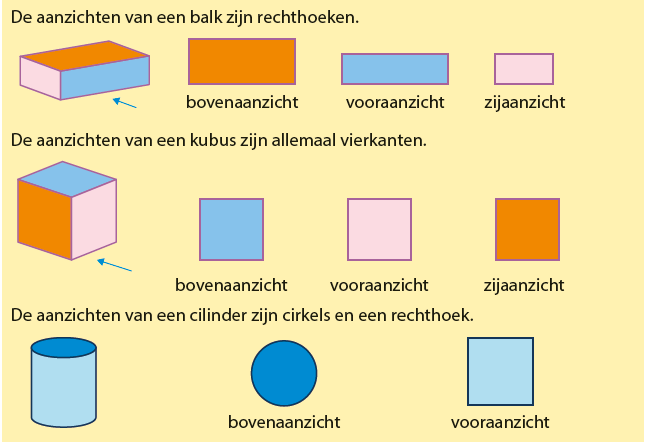 De aanzichten van een balk zijn rechthoeken.
bovenaanzicht vooraanzicht zijaanzicht
De aanzichten van een kubus zijn allemaal vierkanten.
bovenaanzicht vooraanzicht zijaanzicht
De aanzichten van een cilinder zijn cirkels en een rechthoek.
bovenaanzicht vooraanzicht